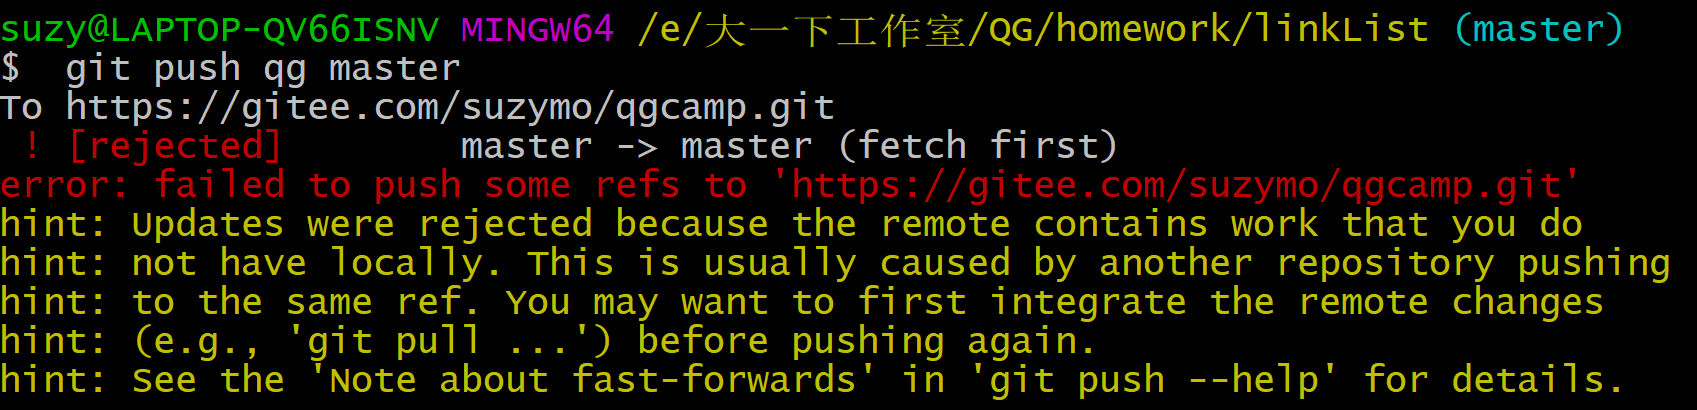 suzy@LAPTOP-QV66ISNV MINGW64 /e/大一下工作室/QG/homework/linkList (master)
$  git push qg master
To https://gitee.com/suzymo/qgcamp.git
 ! [rejected]        master -> master (fetch first)
error: failed to push some refs to 'https://gitee.com/suzymo/qgcamp.git'
hint: Updates were rejected because the remote contains work that you do
hint: not have locally. This is usually caused by another repository pushing
hint: to the same ref. You may want to first integrate the remote changes
hint: (e.g., 'git pull ...') before pushing again.
hint: See the 'Note about fast-forwards' in 'git push --help' for details.